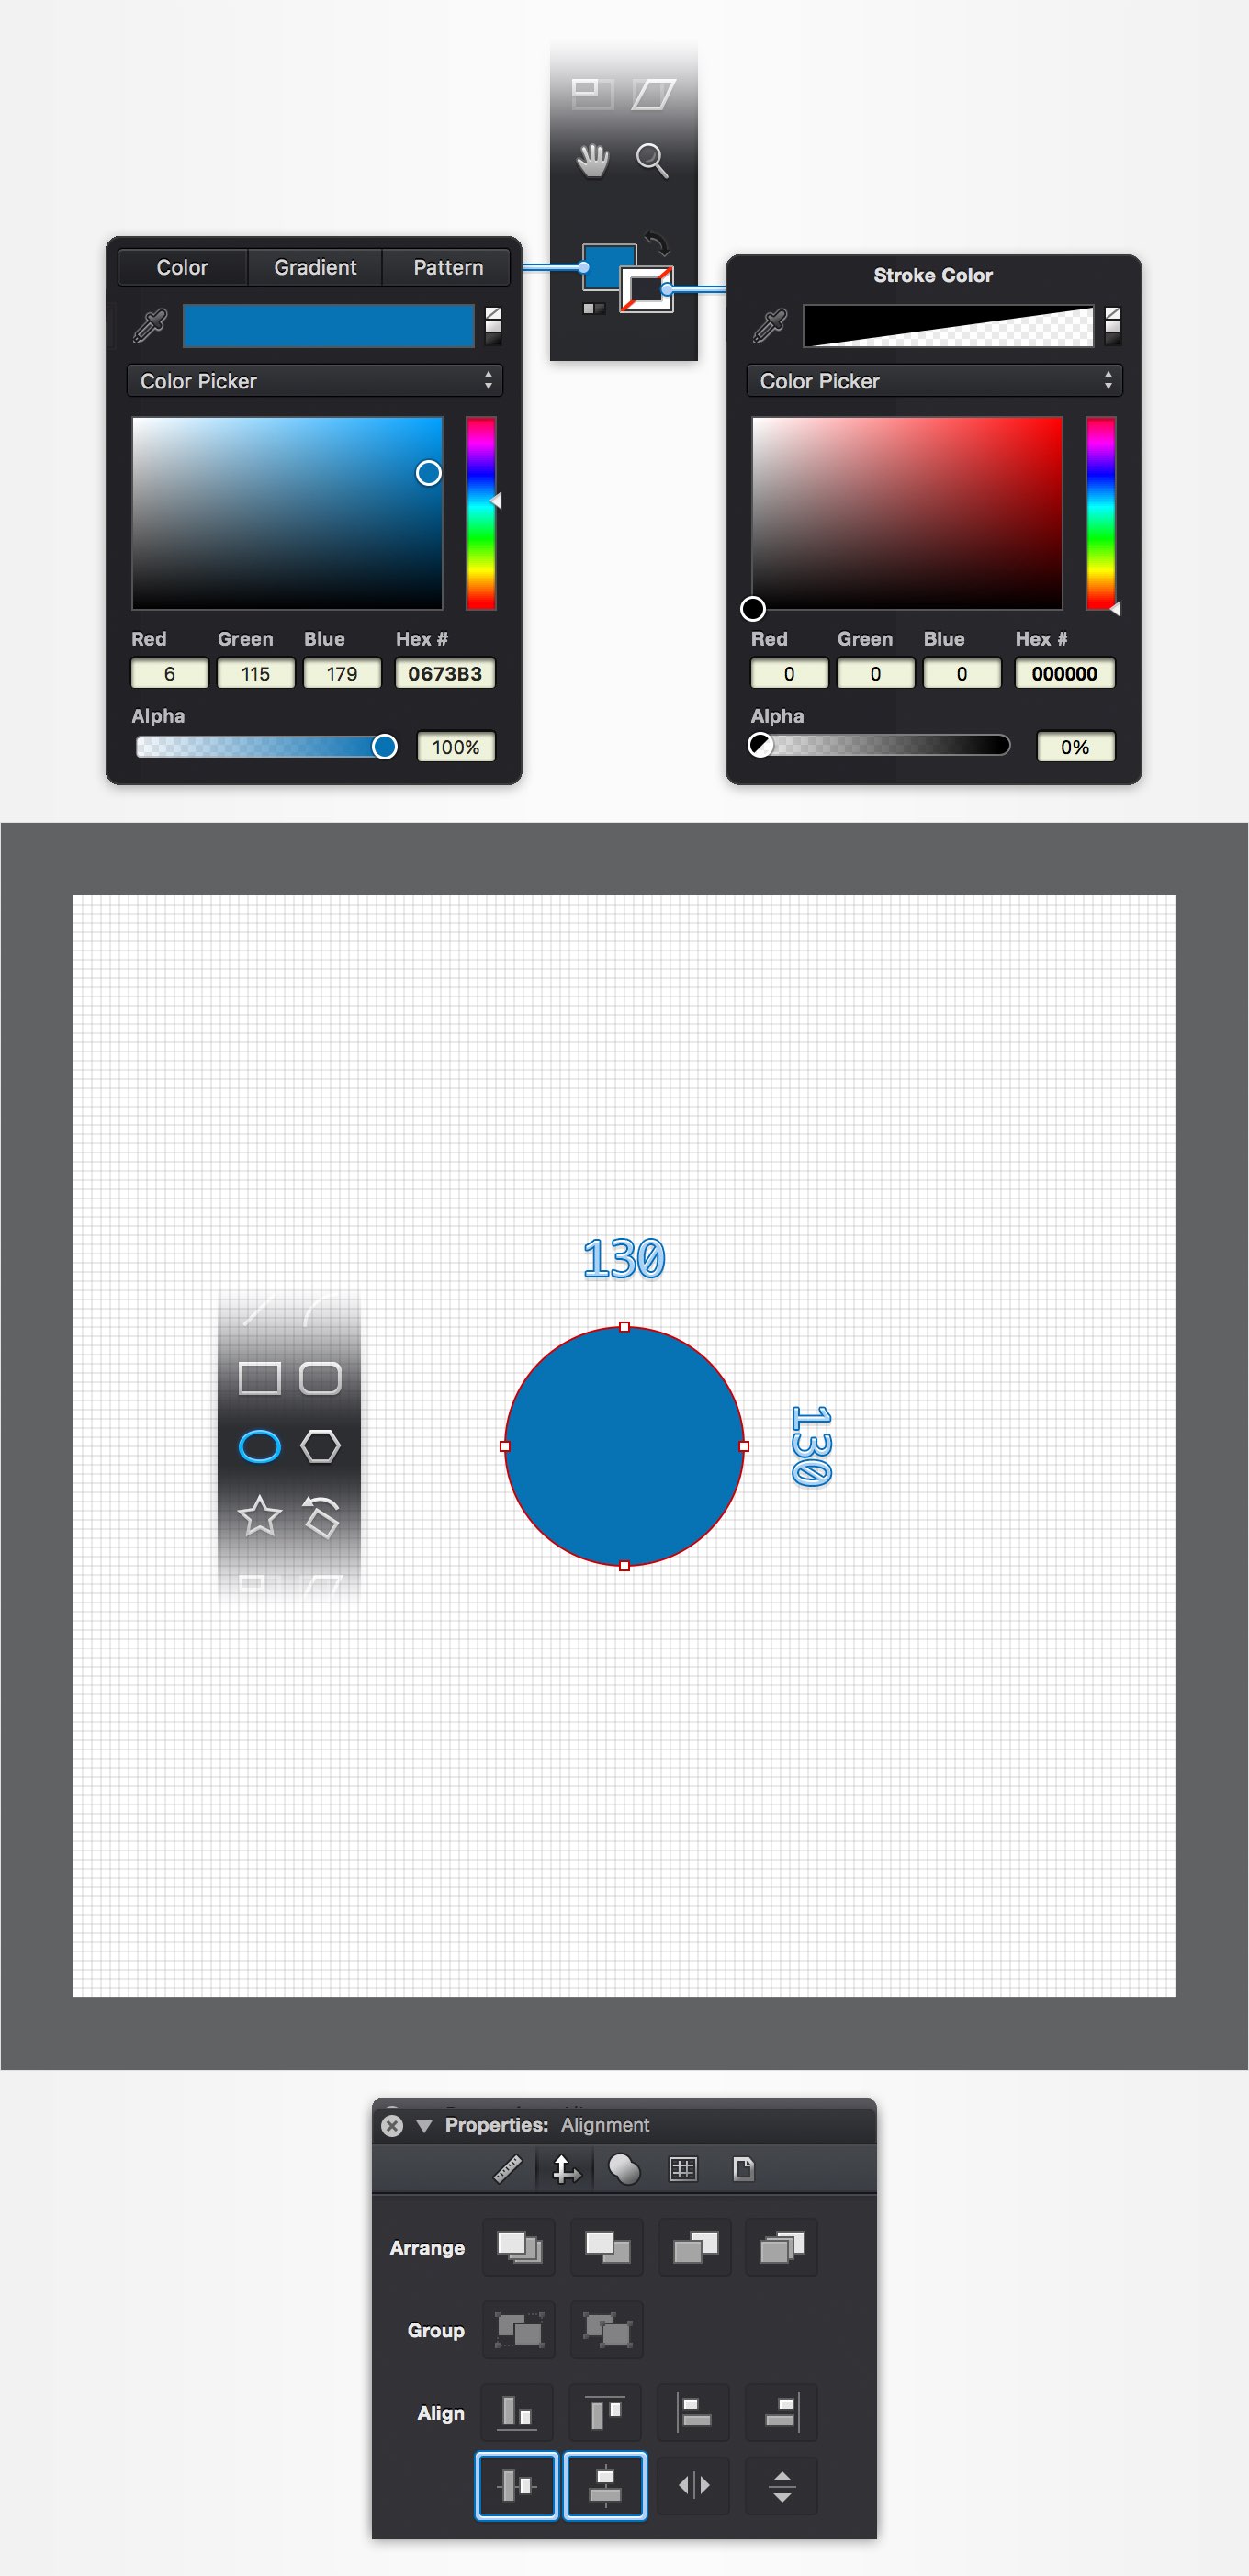 Color Gradient Pattern
Color Picker
Red Green Blue Hex #
6 115 179 0673B3
Alpha
100%
Stroke Color
Color Picker
Red Green Blue Hex #
0 0 0 000000
Alpha
0%
130
130
Properties: Alignment
Arrange
Group
Align